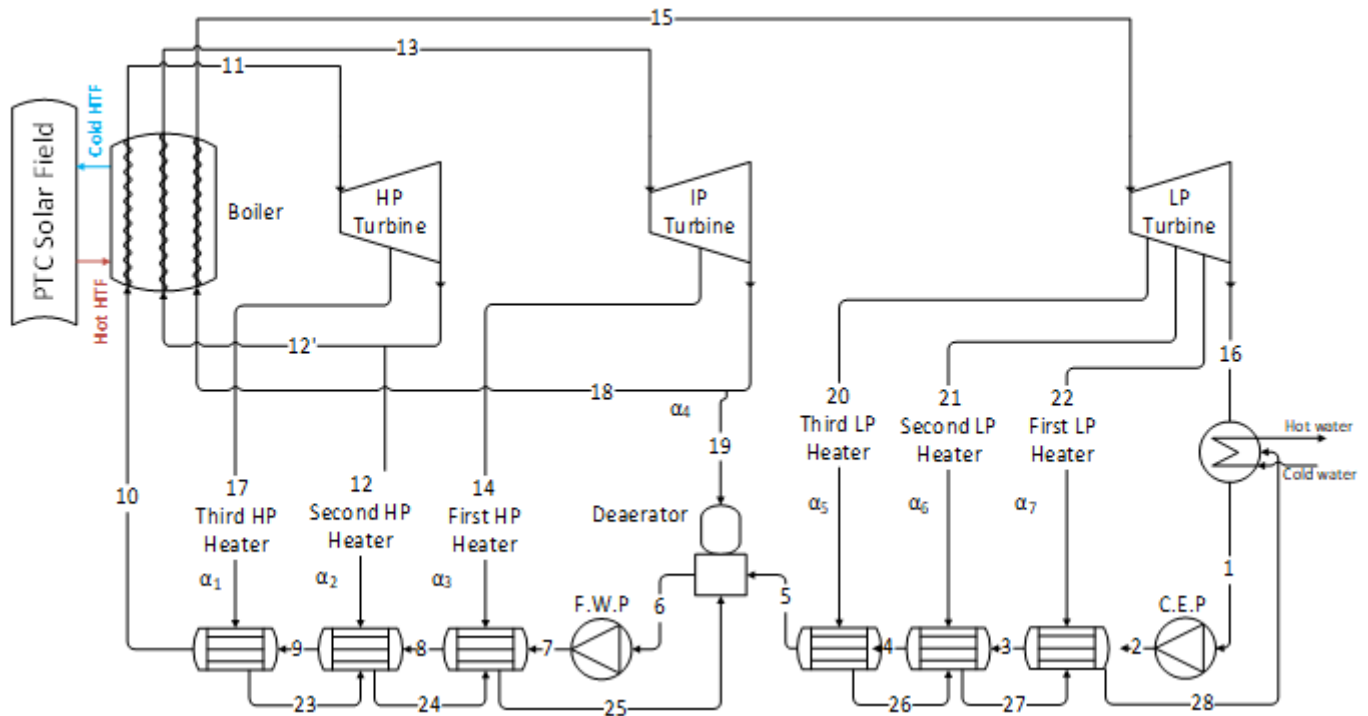 15
13
11
Cold HTF
PTC Solar Field
Hot HTF
Boiler
HP
Turbine
IP
Turbine
LP
Turbine
12'
18
16
α₄
19
20
Third LP
Heater
α₅
21
Second LP
Heater
α₆
22
First LP
Heater
α₇
Hot water
Cold water
10
17
Third HP
Heater
α₁
12
Second HP
Heater
α₂
14
First HP
Heater
α₃
Deaerator
F.W.P
6
5
C.E.P
1
9
8
7
4
3
2
23
24
25
26
27
28